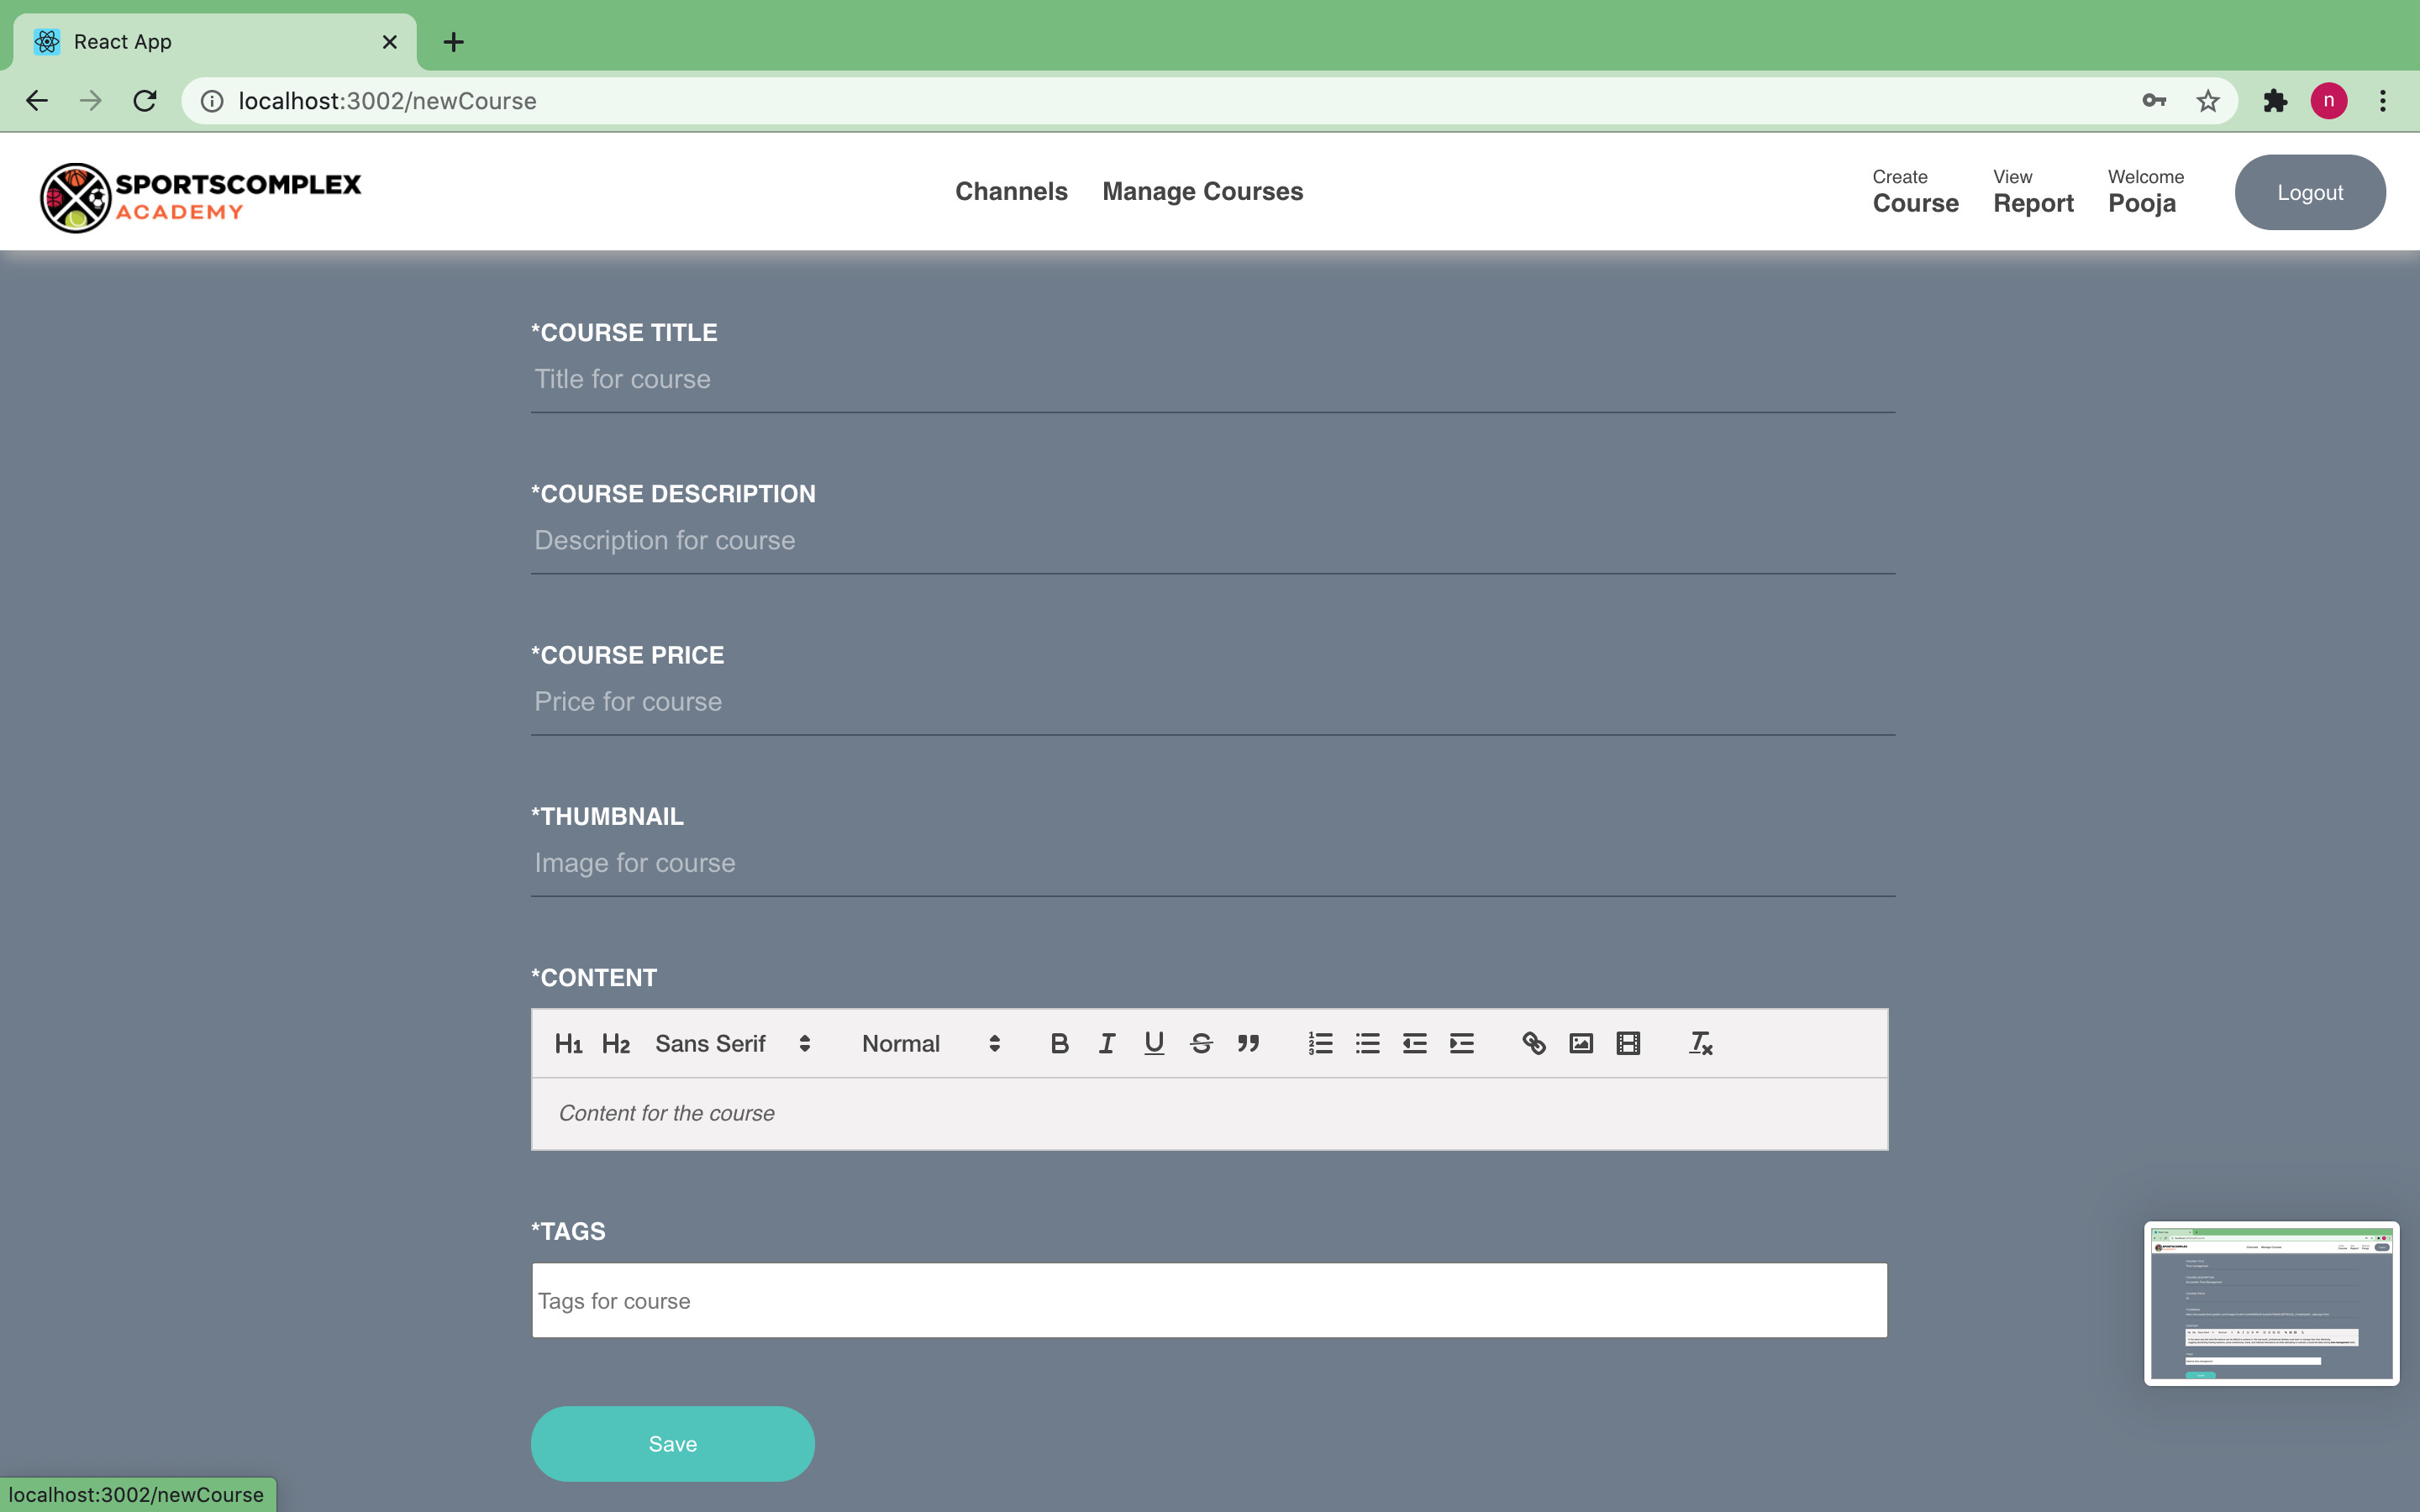 React App
localhost:3002/newCourse
n
SPORTSCOMPLEX
ACADEMY
Channels Manage Courses
Create
Course
View
Report
Welcome
Pooja
Logout
*COURSE TITLE
Title for course
*COURSE DESCRIPTION
Description for course
*COURSE PRICE
Price for course
*THUMBNAIL
Image for course
*CONTENT
H1 H2 Sans Serif Normal B I U S
Content for the course
*TAGS
Tags for course
Save
localhost:3002/newCourse